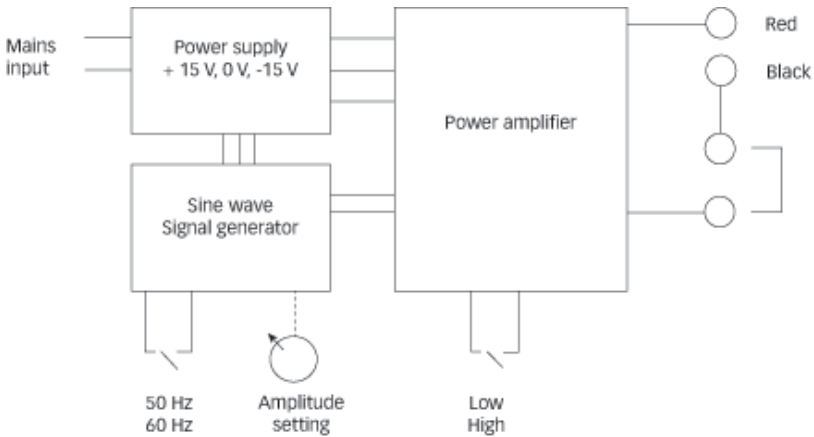 Mains
input
Power supply
+ 15 V, 0 V, -15 V
Power amplifier
Red
Black
Sine wave
Signal generator
50 Hz
60 Hz
Amplitude
setting
Low
High